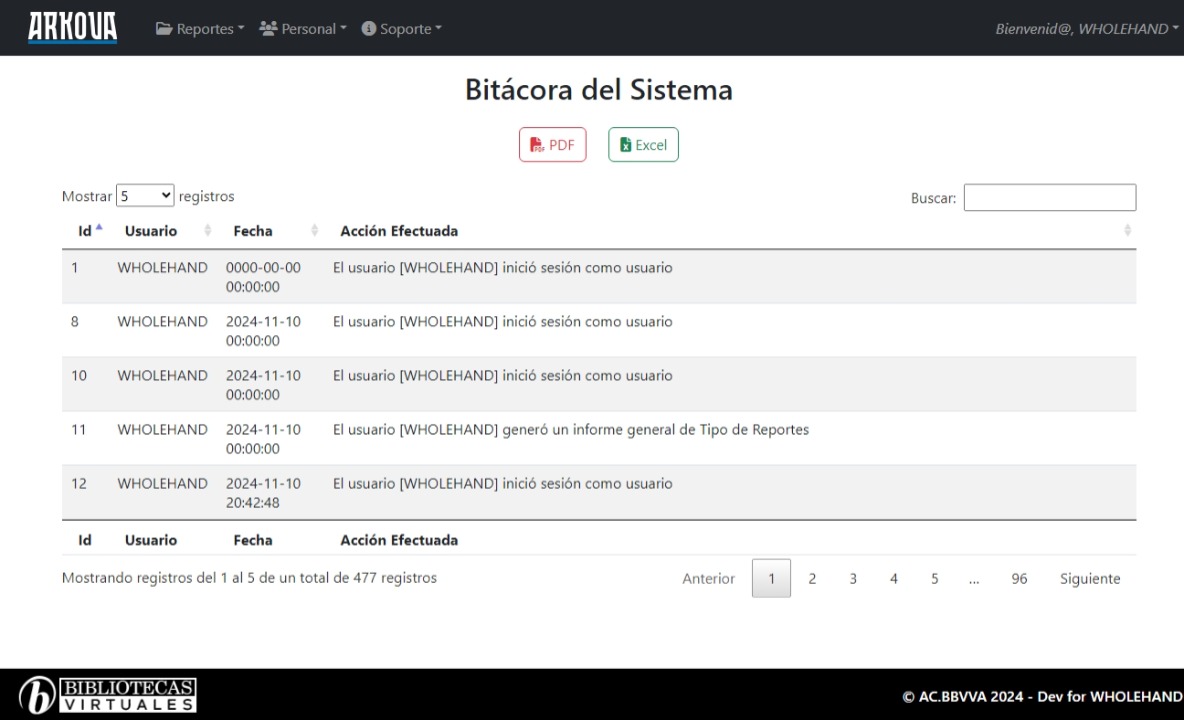 ARKOVA Reportes Personal Soporte Bienvenid@, WHOLEHAND
Bitácora del Sistema
PDF Excel
Mostrar 5 registros Buscar:
Id Usuario Fecha Acción Efectuada
1 WHOLEHAND 0000-00-00 El usuario [WHOLEHAND] inició sesión como usuario
00:00:00
8 WHOLEHAND 2024-11-10 El usuario [WHOLEHAND] inició sesión como usuario
00:00:00
10 WHOLEHAND 2024-11-10 El usuario [WHOLEHAND] inició sesión como usuario
00:00:00
11 WHOLEHAND 2024-11-10 El usuario [WHOLEHAND] generó un informe general de Tipo de Reportes
00:00:00
12 WHOLEHAND 2024-11-10 El usuario [WHOLEHAND] inició sesión como usuario
20:42:48
Id Usuario Fecha Acción Efectuada
Mostrando registros del 1 al 5 de un total de 477 registros Anterior 1 2 3 4 5 ... 96 Siguiente
b BIBLIOTECAS
VIRTUALES
© AC.BBVVA 2024 - Dev for WHOLEHAND